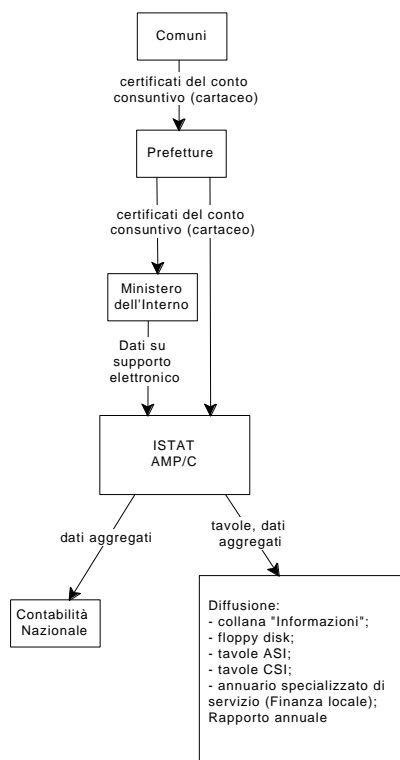 Comuni
certificati del conto
consuntivo (cartaceo)
Prefetture
certificati del conto
consuntivo (cartaceo)
Ministero
dell'Interno
Dati su
supporto
elettronico
ISTAT
AMP/C
dati aggregati
tavole, dati
aggregati
Contabilità
Nazionale
Diffusione:
- collana "Informazioni";
- floppy disk;
- tavole ASI;
- tavole CSI;
- annuario specializzato di
servizio (Finanza locale);
Rapporto annuale